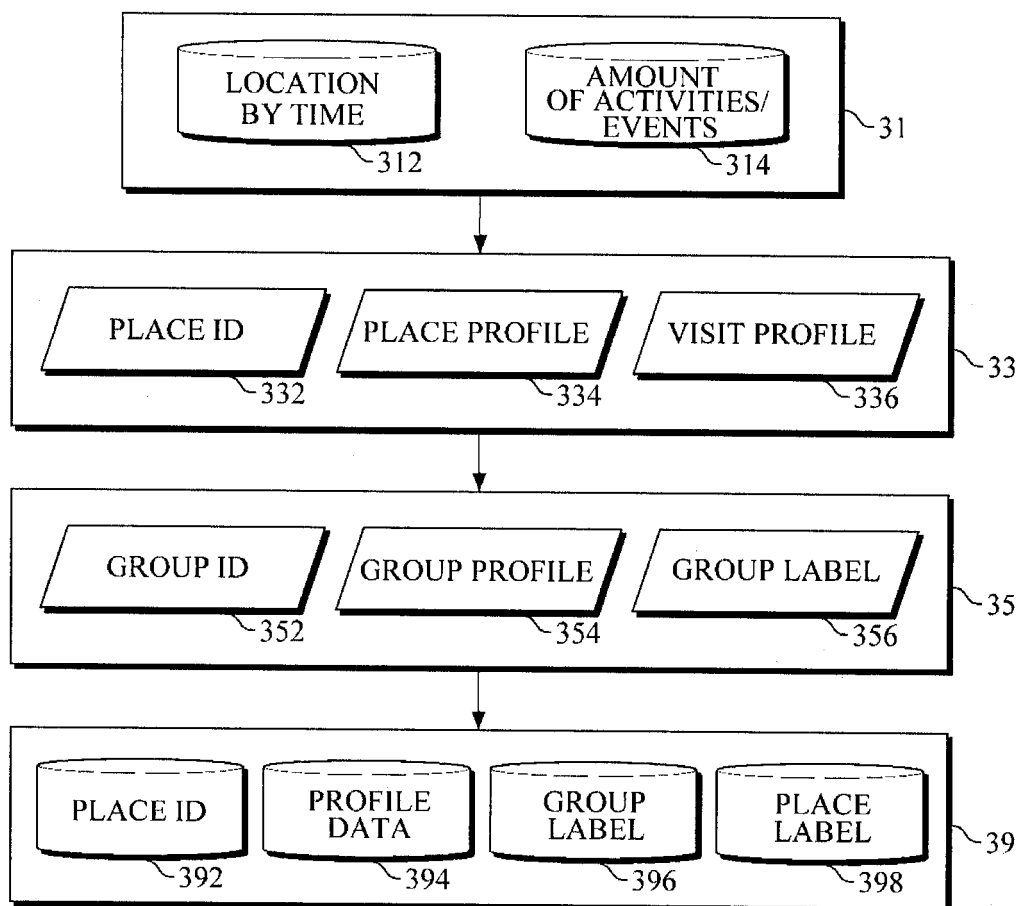 LOCATION
BY TIME
312
AMOUNT
OF ACTIVITIES/
EVENTS
314
31
PLACE ID
332
PLACE PROFILE
334
VISIT PROFILE
336
33
GROUP ID
352
GROUP PROFILE
354
GROUP LABEL
356
35
PLACE ID
392
PROFILE
DATA
394
GROUP
LABEL
396
PLACE
LABEL
398
39